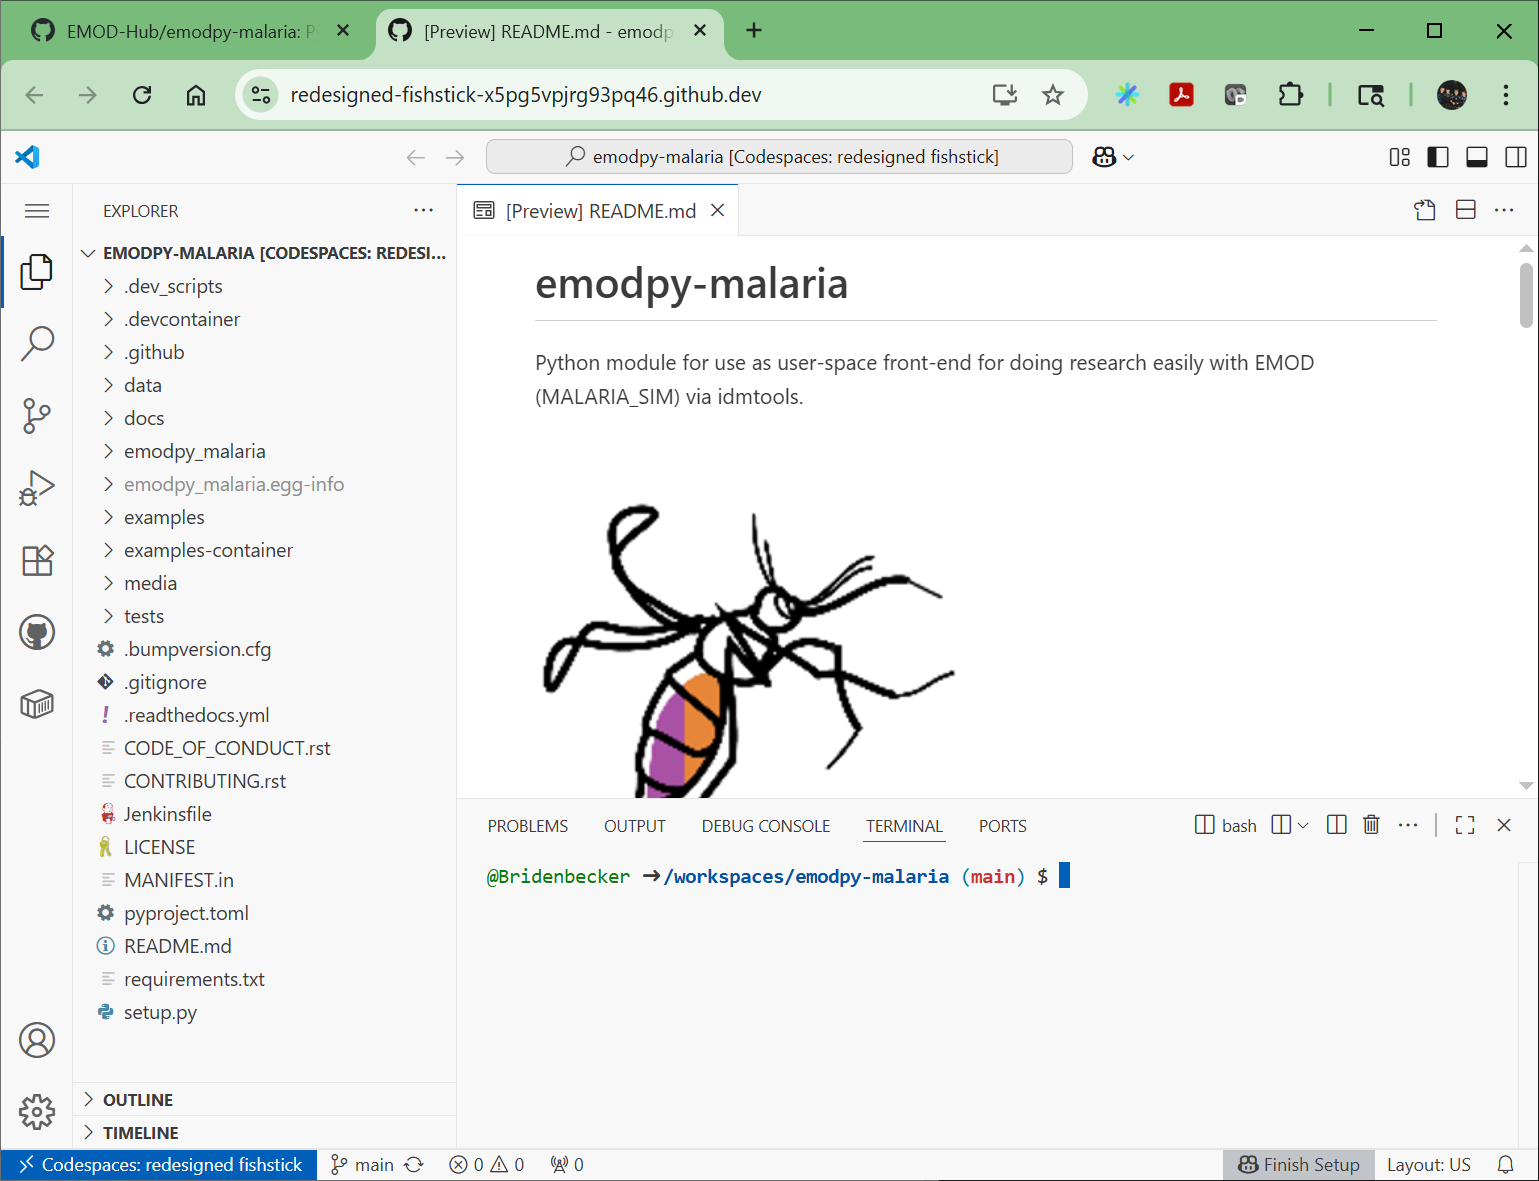 EMOD-Hub/emodpy-malaria: P
[Preview] README.md - emodp
redesigned-fishstick-x5pg5vpjrg93pq46.github.dev
emodpy-malaria [Codespaces: redesigned fishstick]
EXPLORER
[Preview] README.md
EMODPY-MALARIA [CODESPACES: REDESI...
.dev_scripts
.devcontainer
.github
data
docs
emodpy_malaria
emodpy_malaria.egg-info
examples
examples-container
media
tests
.bumpversion.cfg
.gitignore
.readthedocs.yml
CODE_OF_CONDUCT.rst
CONTRIBUTING.rst
Jenkinsfile
LICENSE
MANIFEST.in
pyproject.toml
README.md
requirements.txt
setup.py
OUTLINE
TIMELINE
emodpy-malaria
Python module for use as user-space front-end for doing research easily with EMOD
(MALARIA_SIM) via idmtools.
PROBLEMS OUTPUT DEBUG CONSOLE TERMINAL PORTS bash
@Bridenbecker ➜/workspaces/emodpy-malaria (main) $
Codespaces: redesigned fishstick main 0 0 0 Finish Setup Layout: US